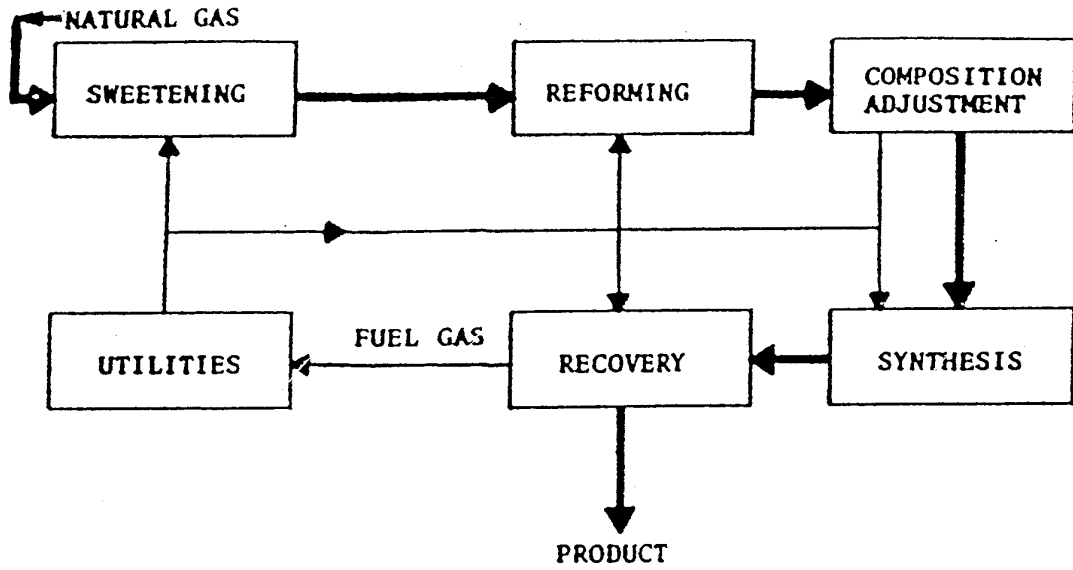 NATURAL GAS
SWEETENING
REFORMING
COMPOSITION
ADJUSTMENT
UTILITIES
FUEL GAS
RECOVERY
SYNTHESIS
PRODUCT